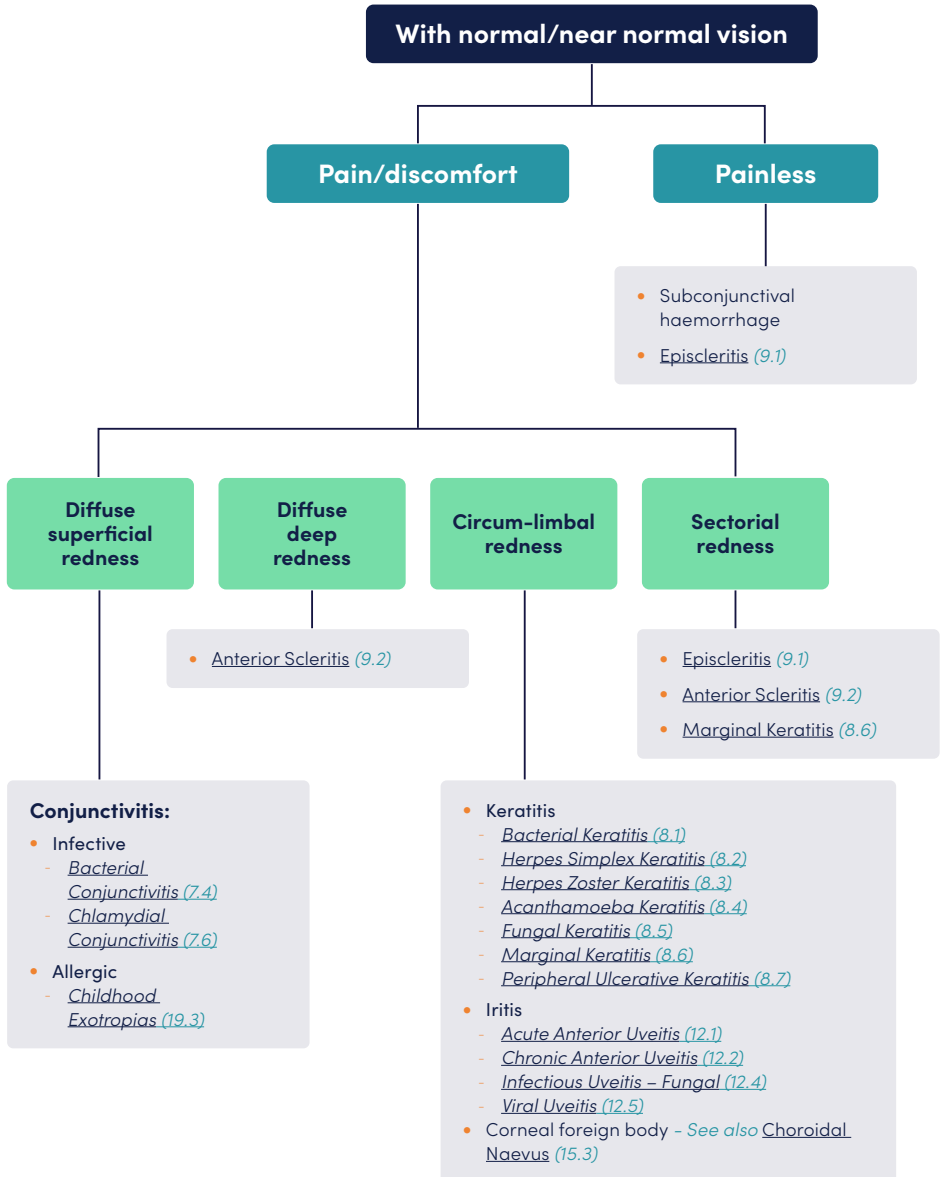 With normal/near normal vision
Pain/discomfort
Painless
• Subconjunctival
haemorrhage
• Episcleritis (9.1)
Diffuse
superficial
redness
Diffuse
deep
redness
Circum-limbal
redness
Sectorial
redness
• Anterior Scleritis (9.2)
• Episcleritis (9.1)
• Anterior Scleritis (9.2)
• Marginal Keratitis (8.6)
Conjunctivitis:
• Infective
- Bacterial
Conjunctivitis (7.4)
- Chlamydial
Conjunctivitis (7.6)
• Allergic
- Childhood
Exotropias (19.3)
• Keratitis
- Bacterial Keratitis (8.1)
- Herpes Simplex Keratitis (8.2)
- Herpes Zoster Keratitis (8.3)
- Acanthamoeba Keratitis (8.4)
- Fungal Keratitis (8.5)
- Marginal Keratitis (8.6)
- Peripheral Ulcerative Keratitis (8.7)
• Iritis
- Acute Anterior Uveitis (12.1)
- Chronic Anterior Uveitis (12.2)
- Infectious Uveitis – Fungal (12.4)
- Viral Uveitis (12.5)
• Corneal foreign body - See also Choroidal
Naevus (15.3)